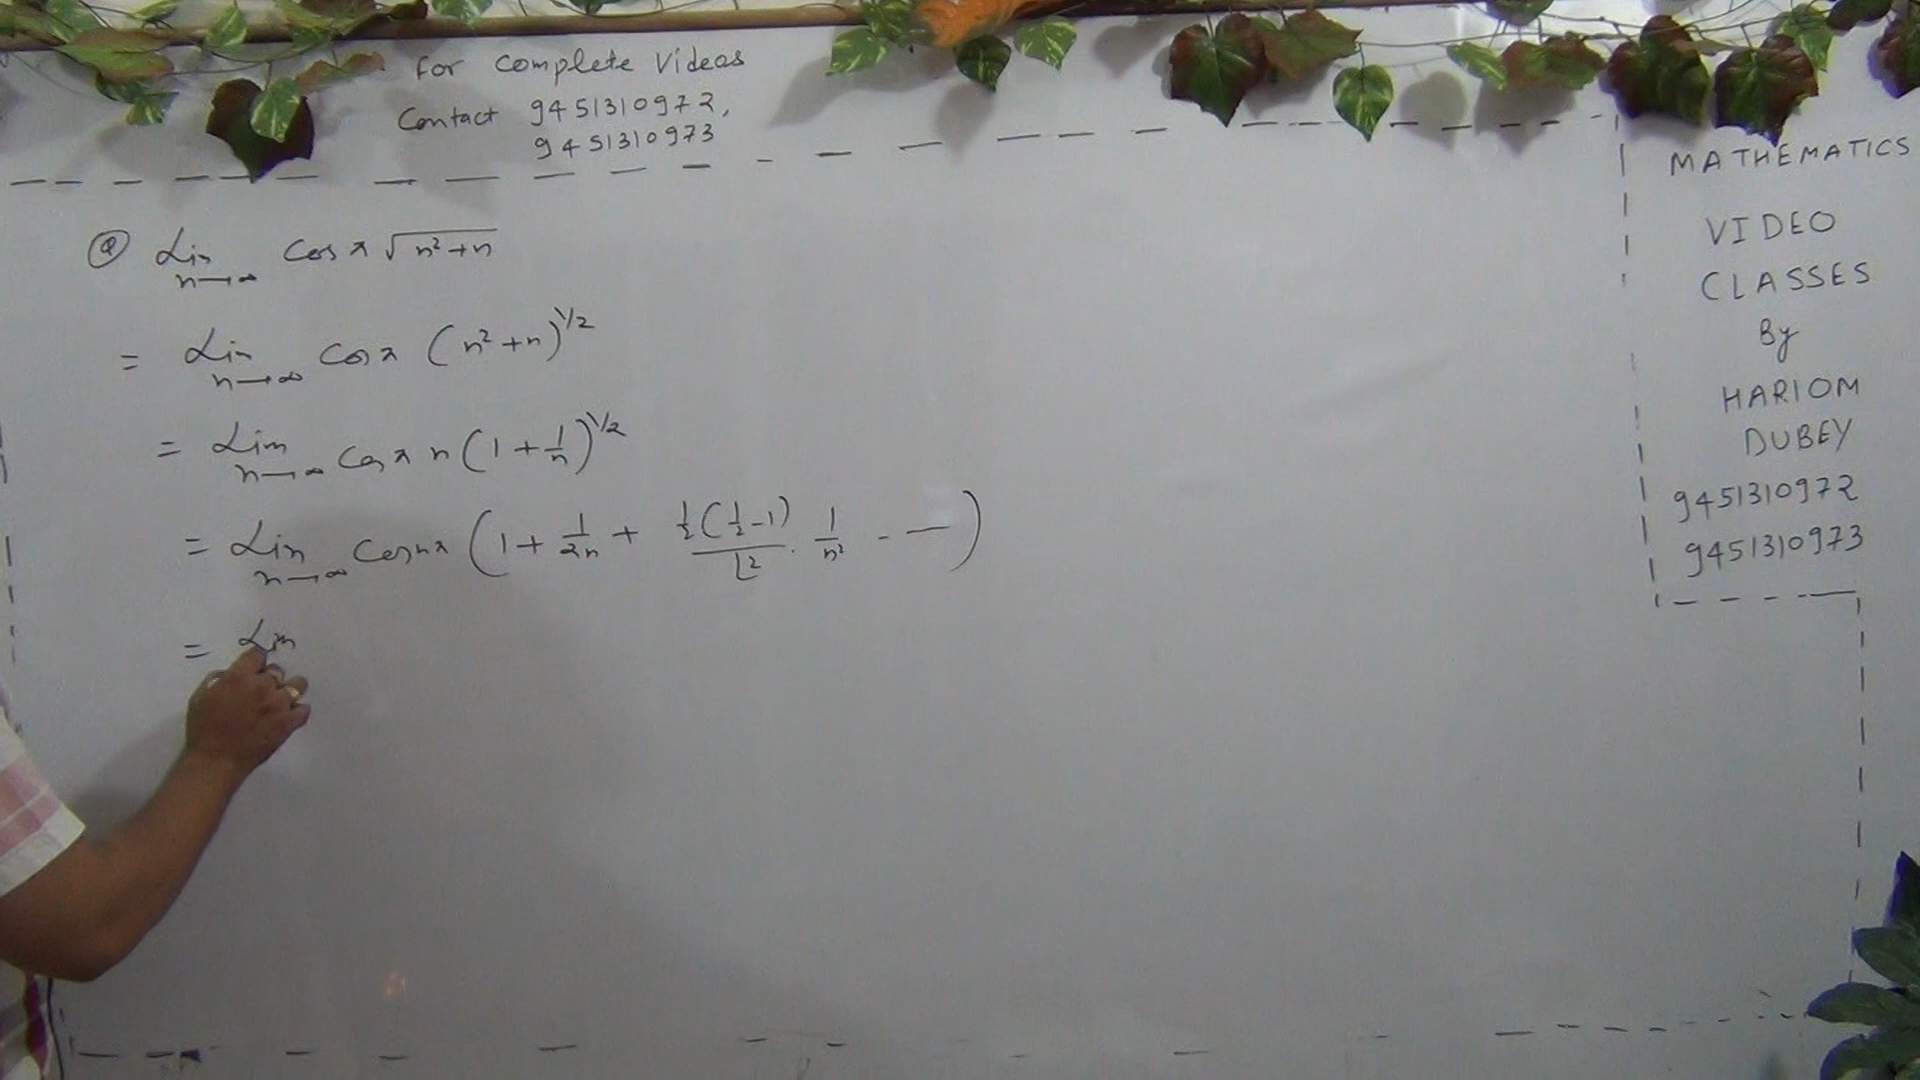 For Complete Videos
Contact 9451310972,
9451310973
Q Lim n→∞ Cos π √(n²+n)
= Lim n→∞ Cos π (n²+n)^1/2
= Lim n→∞ Cos π n (1 + 1/n)^1/2
= Lim n→∞ Cos nπ (1 + 1/2n + 1/2(1/2-1)/⌊2 . 1/n² - —)
= Lim
MATHEMATICS
VIDEO
CLASSES
By
HARIOM
DUBEY
9451310972
9451310973